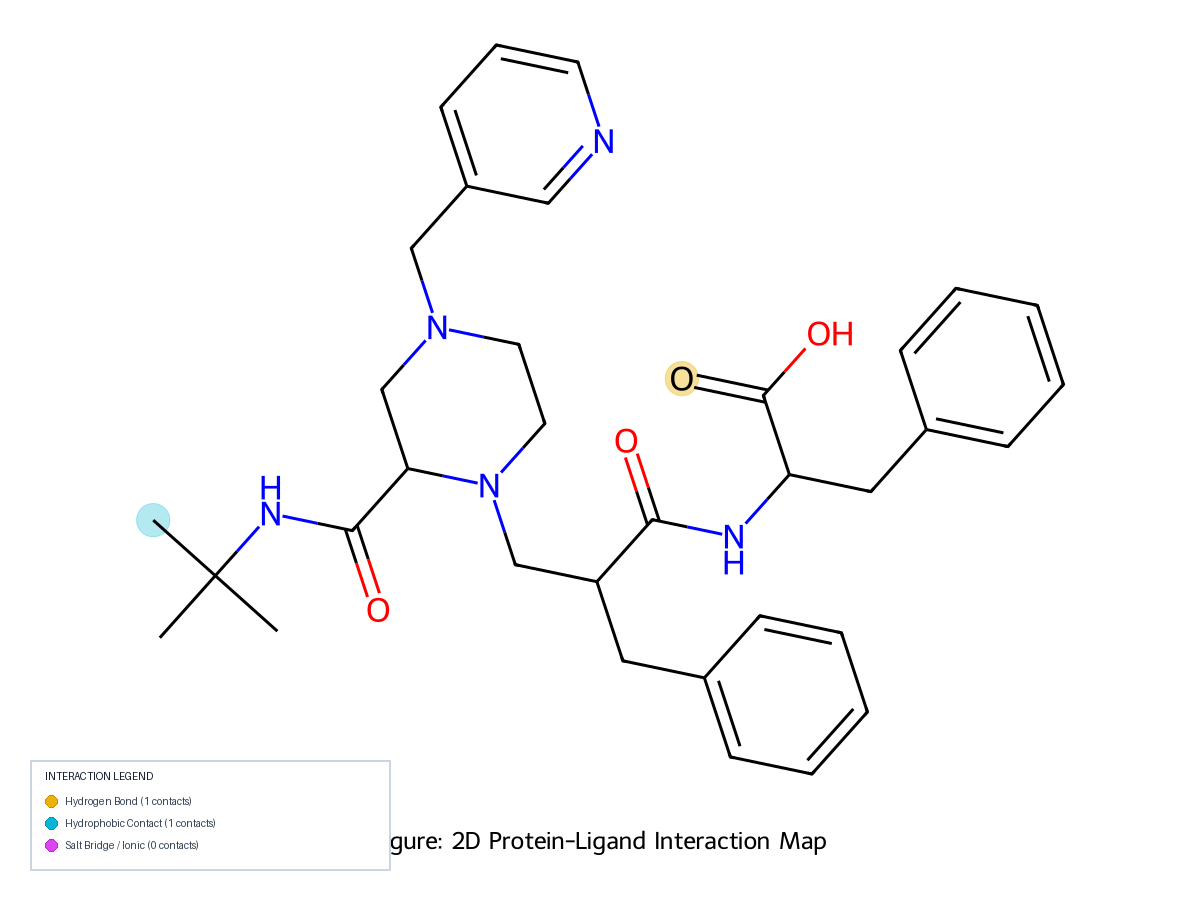 N
N
OH
O
O
N
H
N
N
H
O
INTERACTION LEGEND
Hydrogen Bond (1 contacts)
Hydrophobic Contact (1 contacts)
Salt Bridge / Ionic (0 contacts)
gure: 2D Protein-Ligand Interaction Map